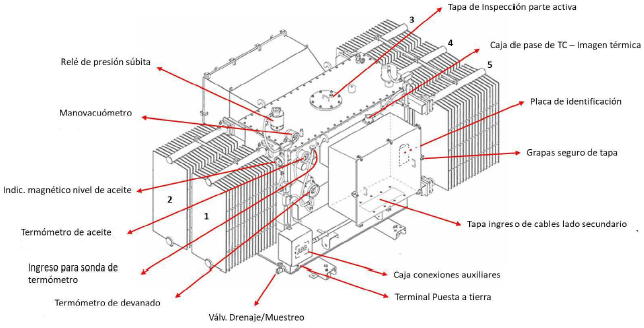 Tapa de Inspección parte activa
3
Caja de pase de TC – Imagen térmica
4
Relé de presión súbita
5
Placa de identificación
Manovacuómetro
Grapas seguro de tapa
Indic. magnético nivel de aceite
2
1
Tapa ingreso de cables lado secundario
Termómetro de aceite
Ingreso para sonda de
termómetro
Caja conexiones auxiliares
Termómetro de devanado
Terminal Puesta a tierra
Válv. Drenaje/Muestreo